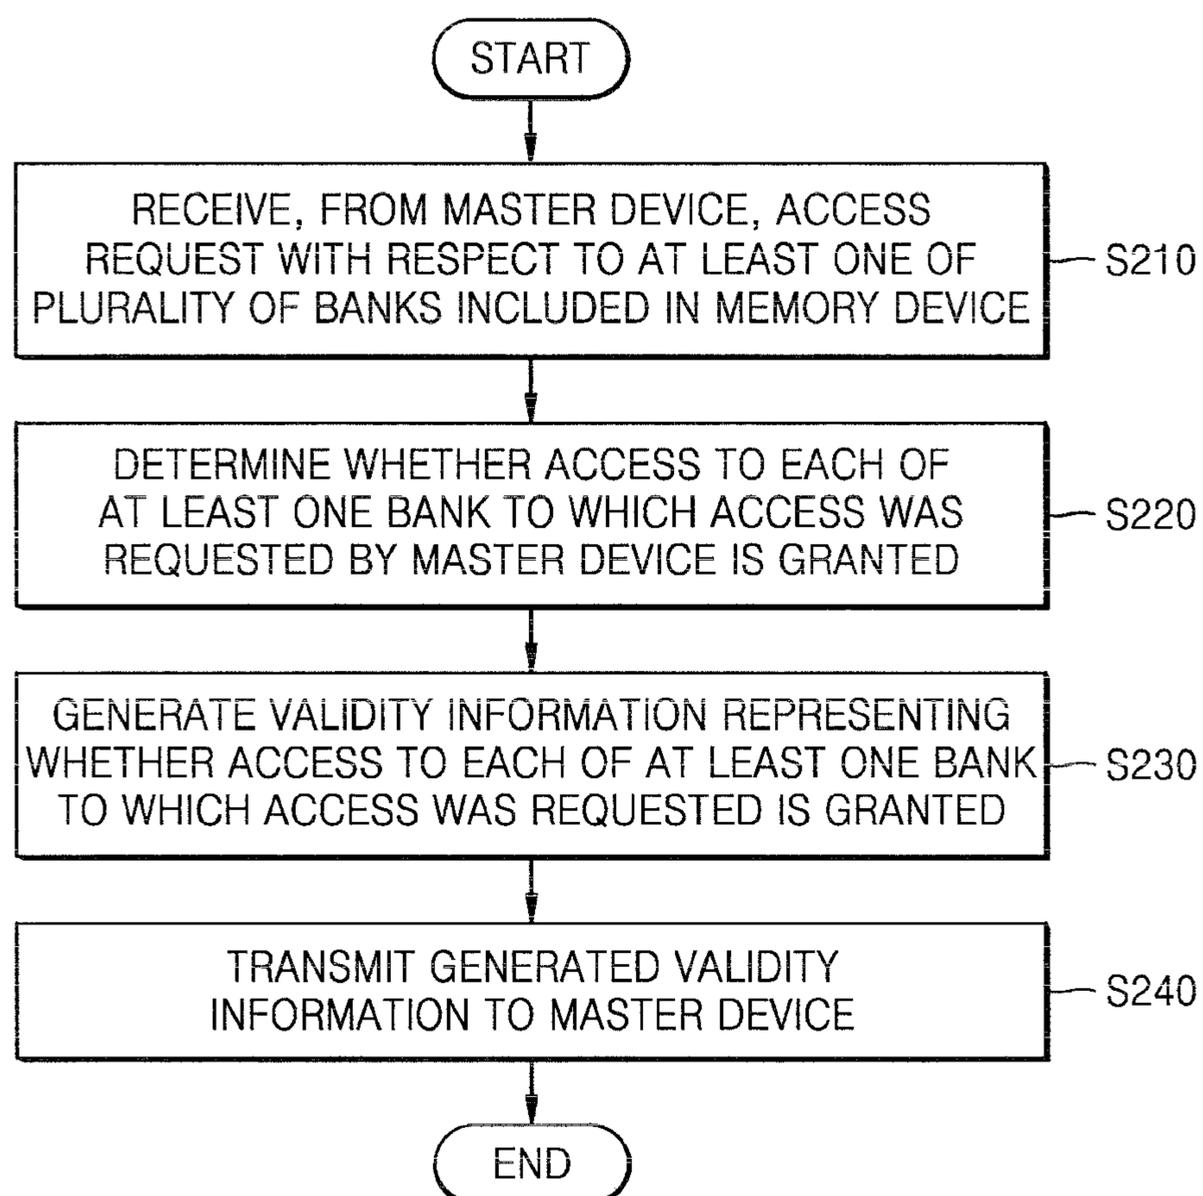 START
RECEIVE, FROM MASTER DEVICE, ACCESS
REQUEST WITH RESPECT TO AT LEAST ONE OF
PLURALITY OF BANKS INCLUDED IN MEMORY DEVICE
S210
DETERMINE WHETHER ACCESS TO EACH OF
AT LEAST ONE BANK TO WHICH ACCESS WAS
REQUESTED BY MASTER DEVICE IS GRANTED
S220
GENERATE VALIDITY INFORMATION REPRESENTING
WHETHER ACCESS TO EACH OF AT LEAST ONE BANK
TO WHICH ACCESS WAS REQUESTED IS GRANTED
S230
TRANSMIT GENERATED VALIDITY
INFORMATION TO MASTER DEVICE
S240
END